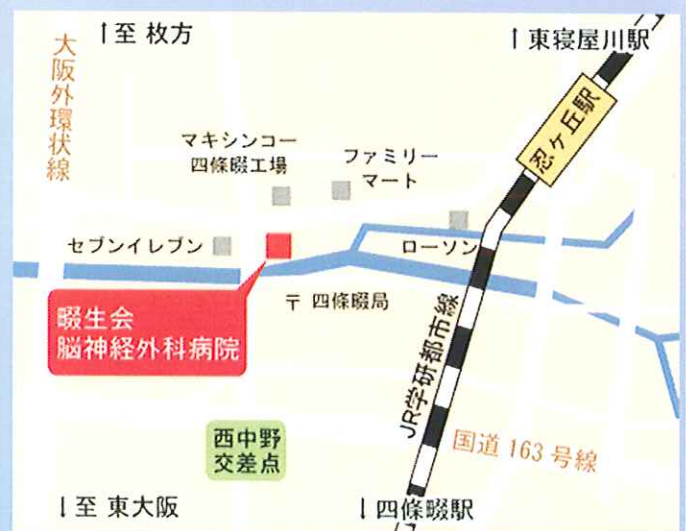 ↑至 枚方
↑東寝屋川駅
大阪外環状線
忍ヶ丘駅
マキシンコー
四條畷工場
ファミリー
マート
セブンイレブン
ローソン
〒 四條畷局
畷生会
脳神経外科病院
JR学研都市線
西中野
交差点
国道163号線
↓至 東大阪
↓四條畷駅